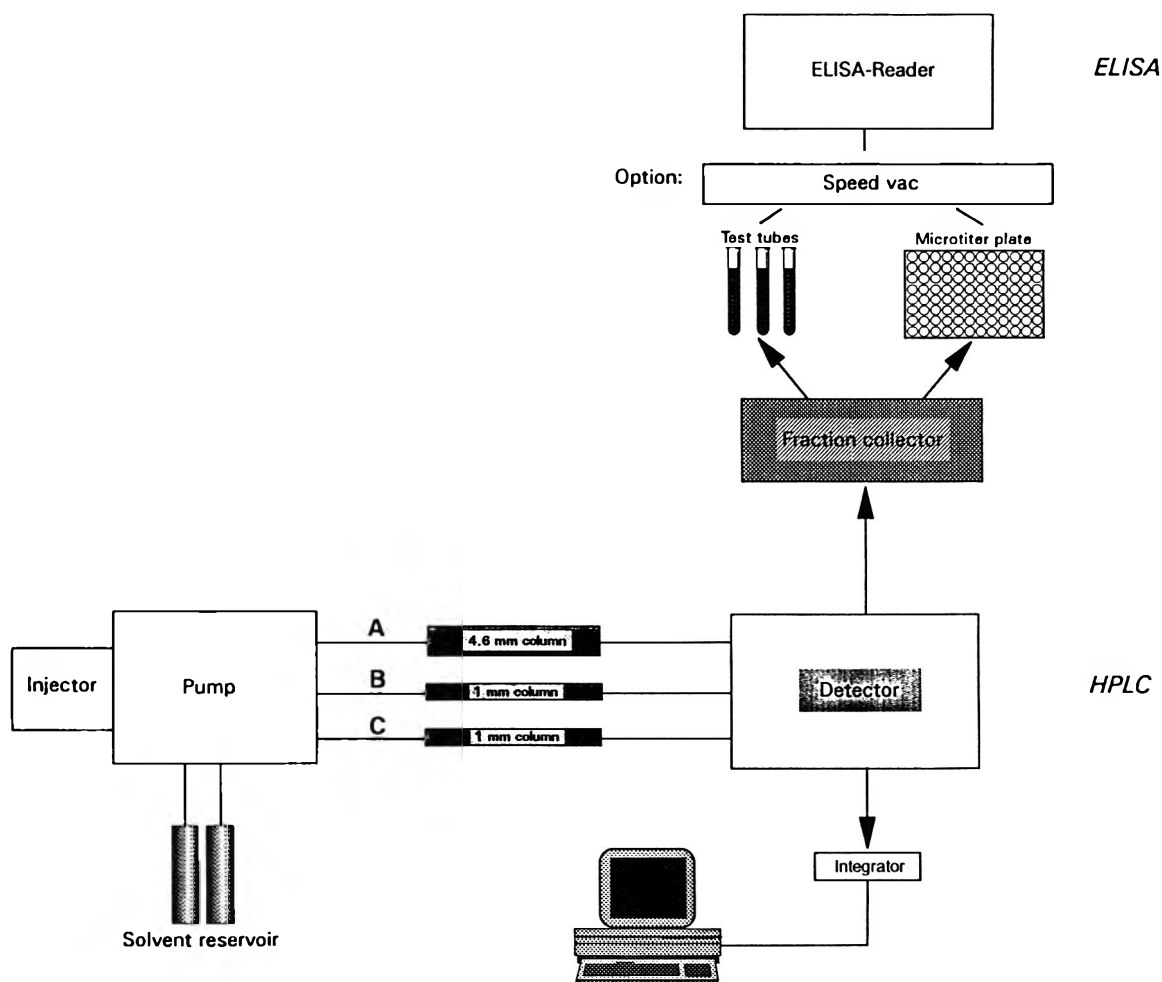 ELISA-Reader
ELISA
Option:
Speed vac
Test tubes
Microtiter plate
Fraction collector
A
4.6 mm column
Injector
Pump
B
1 mm column
Detector
HPLC
C
1 mm column
Integrator
Solvent reservoir